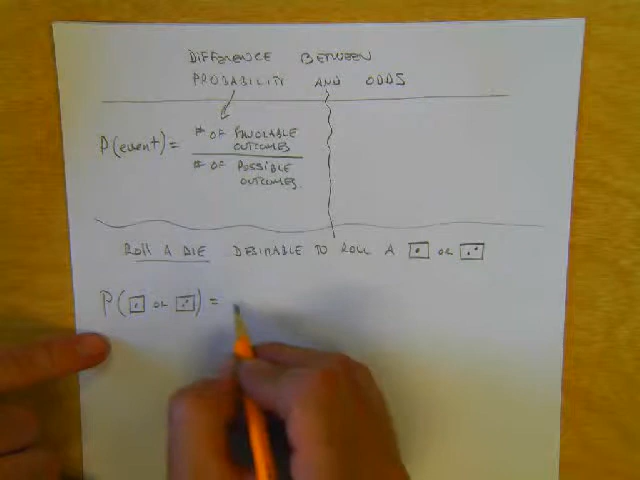 DIFFERENCE BETWEEN
PROBABILITY AND ODDS
P(event) = # OF FAVORABLE OUTCOMES
# OF POSSIBLE OUTCOMES.
ROLL A DIE DESIRABLE TO ROLL A OR
P( OR ) =